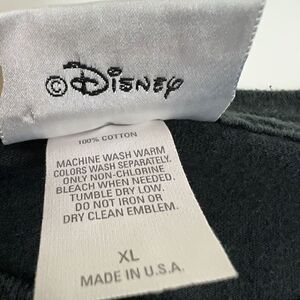 ©Disney
100% COTTON
MACHINE WASH WARM
COLORS WASH SEPARATELY.
ONLY NON-CHLORINE
BLEACH WHEN NEEDED.
TUMBLE DRY LOW.
DO NOT IRON OR
DRY CLEAN EMBLEM.
XL
MADE IN U.S.A.